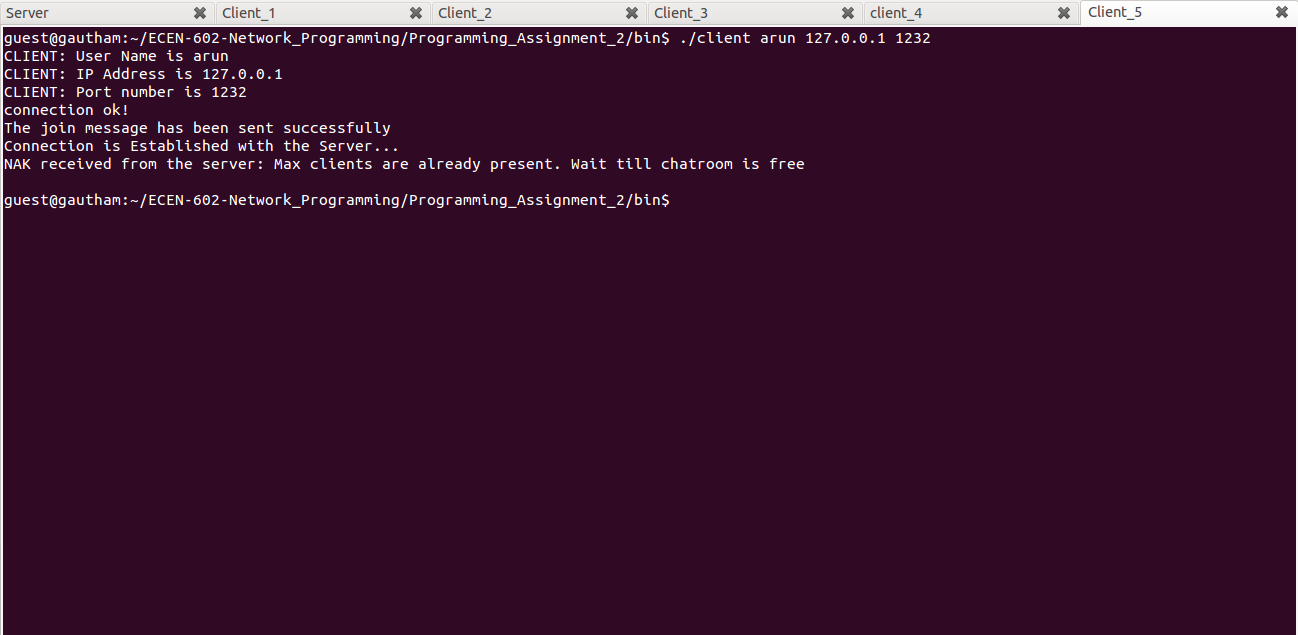 Server Client_1 Client_2 Client_3 client_4 Client_5
guest@gautham:~/ECEN-602-Network_Programming/Programming_Assignment_2/bin$ ./client arun 127.0.0.1 1232
CLIENT: User Name is arun
CLIENT: IP Address is 127.0.0.1
CLIENT: Port number is 1232
connection ok!
The join message has been sent successfully
Connection is Established with the Server...
NAK received from the server: Max clients are already present. Wait till chatroom is free
guest@gautham:~/ECEN-602-Network_Programming/Programming_Assignment_2/bin$